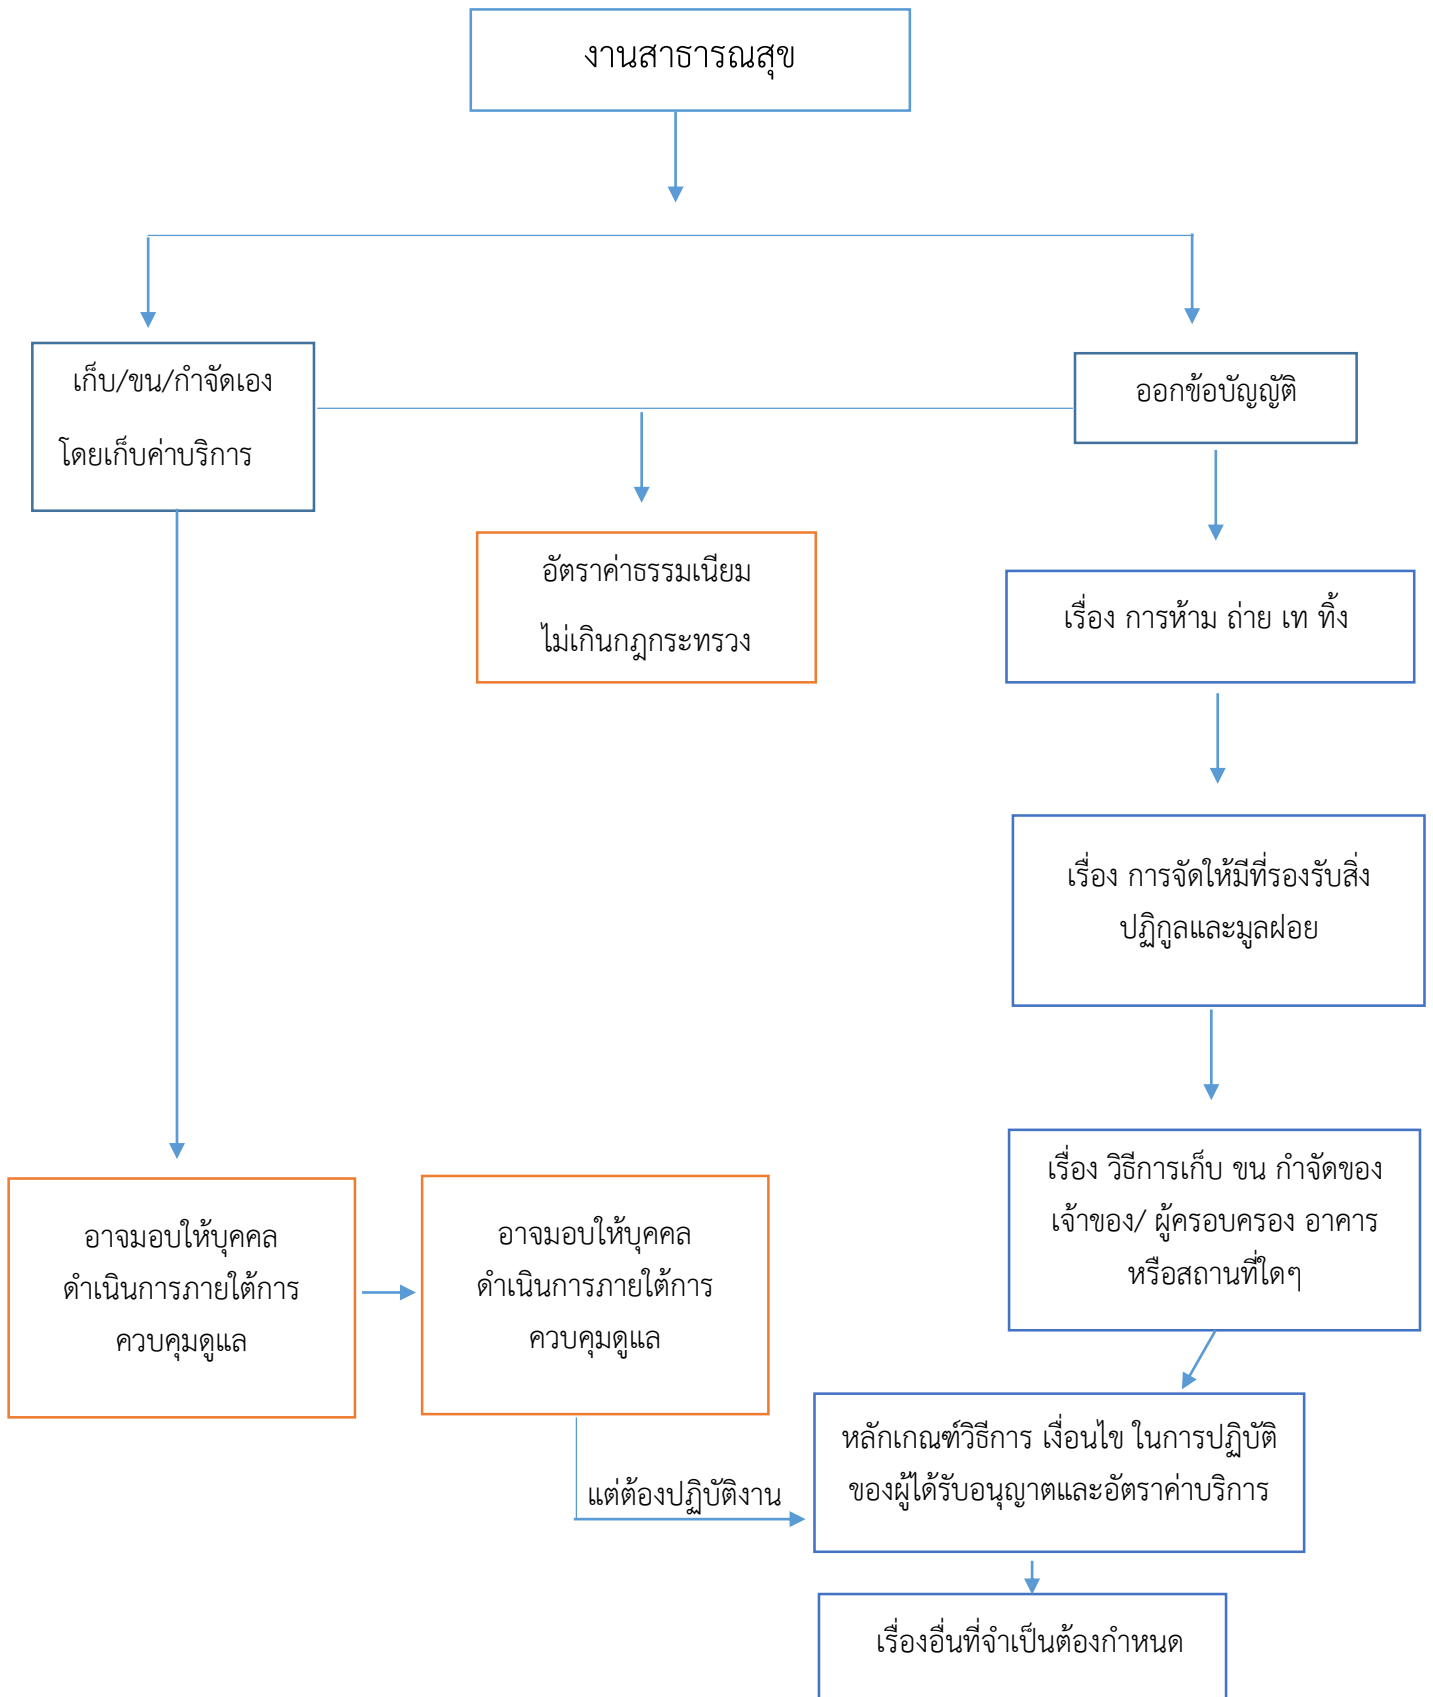 งานสาธารณสุข
เก็บ/ขน/กำจัดเอง
โดยเก็บค่าบริการ
ออกข้อบัญญัติ
อัตราค่าธรรมเนียม
ไม่เกินกฎกระทรวง
เรื่อง การห้าม ถ่าย เท ทิ้ง
เรื่อง การจัดให้มีที่รองรับสิ่ง
ปฏิกูลและมูลฝอย
เรื่อง วิธีการเก็บ ขน กำจัดของ
เจ้าของ/ ผู้ครอบครอง อาคาร
หรือสถานที่ใดๆ
อาจมอบให้บุคคล
ดำเนินการภายใต้การ
ควบคุมดูแล
อาจมอบให้บุคคล
ดำเนินการภายใต้การ
ควบคุมดูแล
แต่ต้องปฏิบัติงาน
หลักเกณฑ์วิธีการ เงื่อนไข ในการปฏิบัติ
ของผู้ได้รับอนุญาตและอัตราค่าบริการ
เรื่องอื่นที่จำเป็นต้องกำหนด